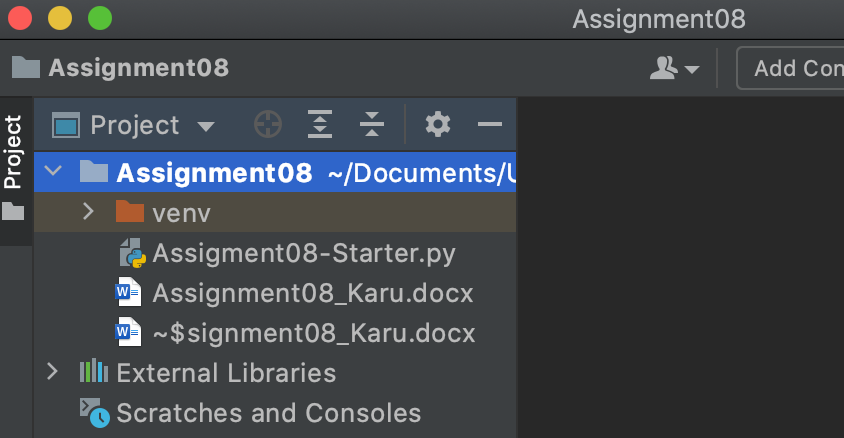 Assignment08
Assignment08
Add Con
Project
Project
Assignment08 ~/Documents/U
venv
Assigment08-Starter.py
Assignment08_Karu.docx
~$signment08_Karu.docx
External Libraries
Scratches and Consoles